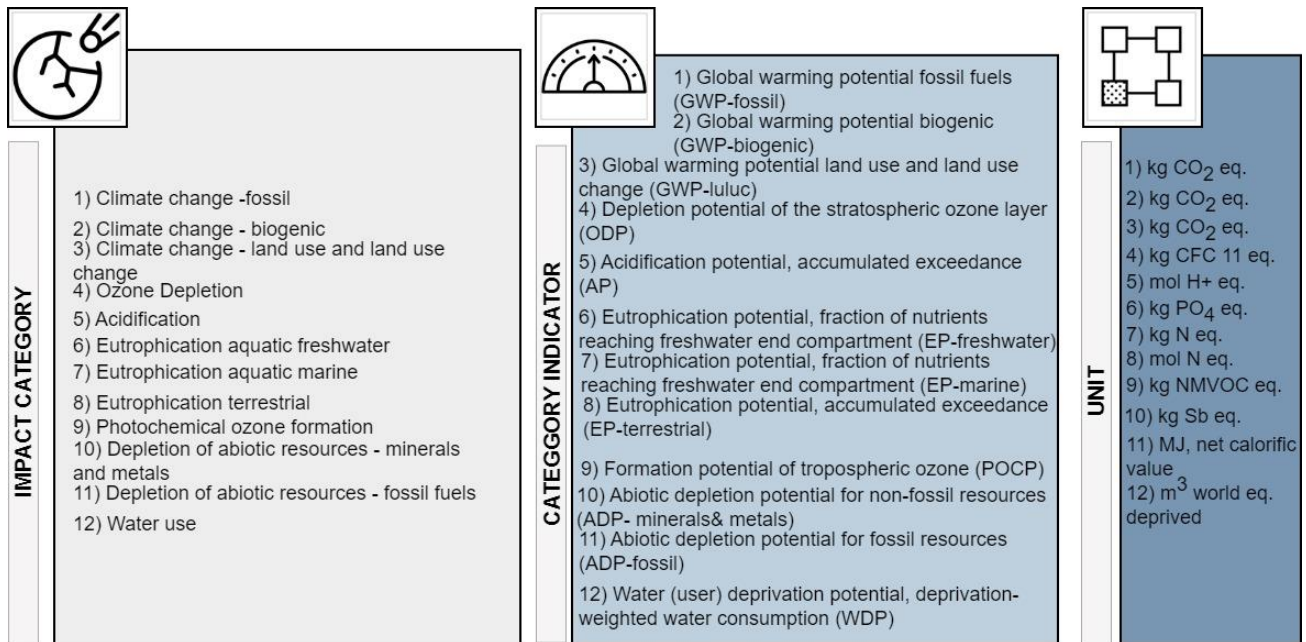 IMPACT CATEGORY
1) Climate change -fossil
2) Climate change - biogenic
3) Climate change - land use and land use
change
4) Ozone Depletion
5) Acidification
6) Eutrophication aquatic freshwater
7) Eutrophication aquatic marine
8) Eutrophication terrestrial
9) Photochemical ozone formation
10) Depletion of abiotic resources - minerals
and metals
11) Depletion of abiotic resources - fossil fuels
12) Water use
CATEGGORY INDICATOR
1) Global warming potential fossil fuels
(GWP-fossil)
2) Global warming potential biogenic
(GWP-biogenic)
3) Global warming potential land use and land use
change (GWP-luluc)
4) Depletion potential of the stratospheric ozone layer
(ODP)
5) Acidification potential, accumulated exceedance
(AP)
6) Eutrophication potential, fraction of nutrients
reaching freshwater end compartment (EP-freshwater)
7) Eutrophication potential, fraction of nutrients
reaching freshwater end compartment (EP-marine)
8) Eutrophication potential, accumulated exceedance
(EP-terrestrial)
9) Formation potential of tropospheric ozone (POCP)
10) Abiotic depletion potential for non-fossil resources
(ADP- minerals& metals)
11) Abiotic depletion potential for fossil resources
(ADP-fossil)
12) Water (user) deprivation potential, deprivation-
weighted water consumption (WDP)
UNIT
1) kg CO2 eq.
2) kg CO2 eq.
3) kg CO2 eq.
4) kg CFC 11 eq.
5) mol H+ eq.
6) kg PO4 eq.
7) kg N eq.
8) mol N eq.
9) kg NMVOC eq.
10) kg Sb eq.
11) MJ, net calorific
value
12) m3 world eq.
deprived